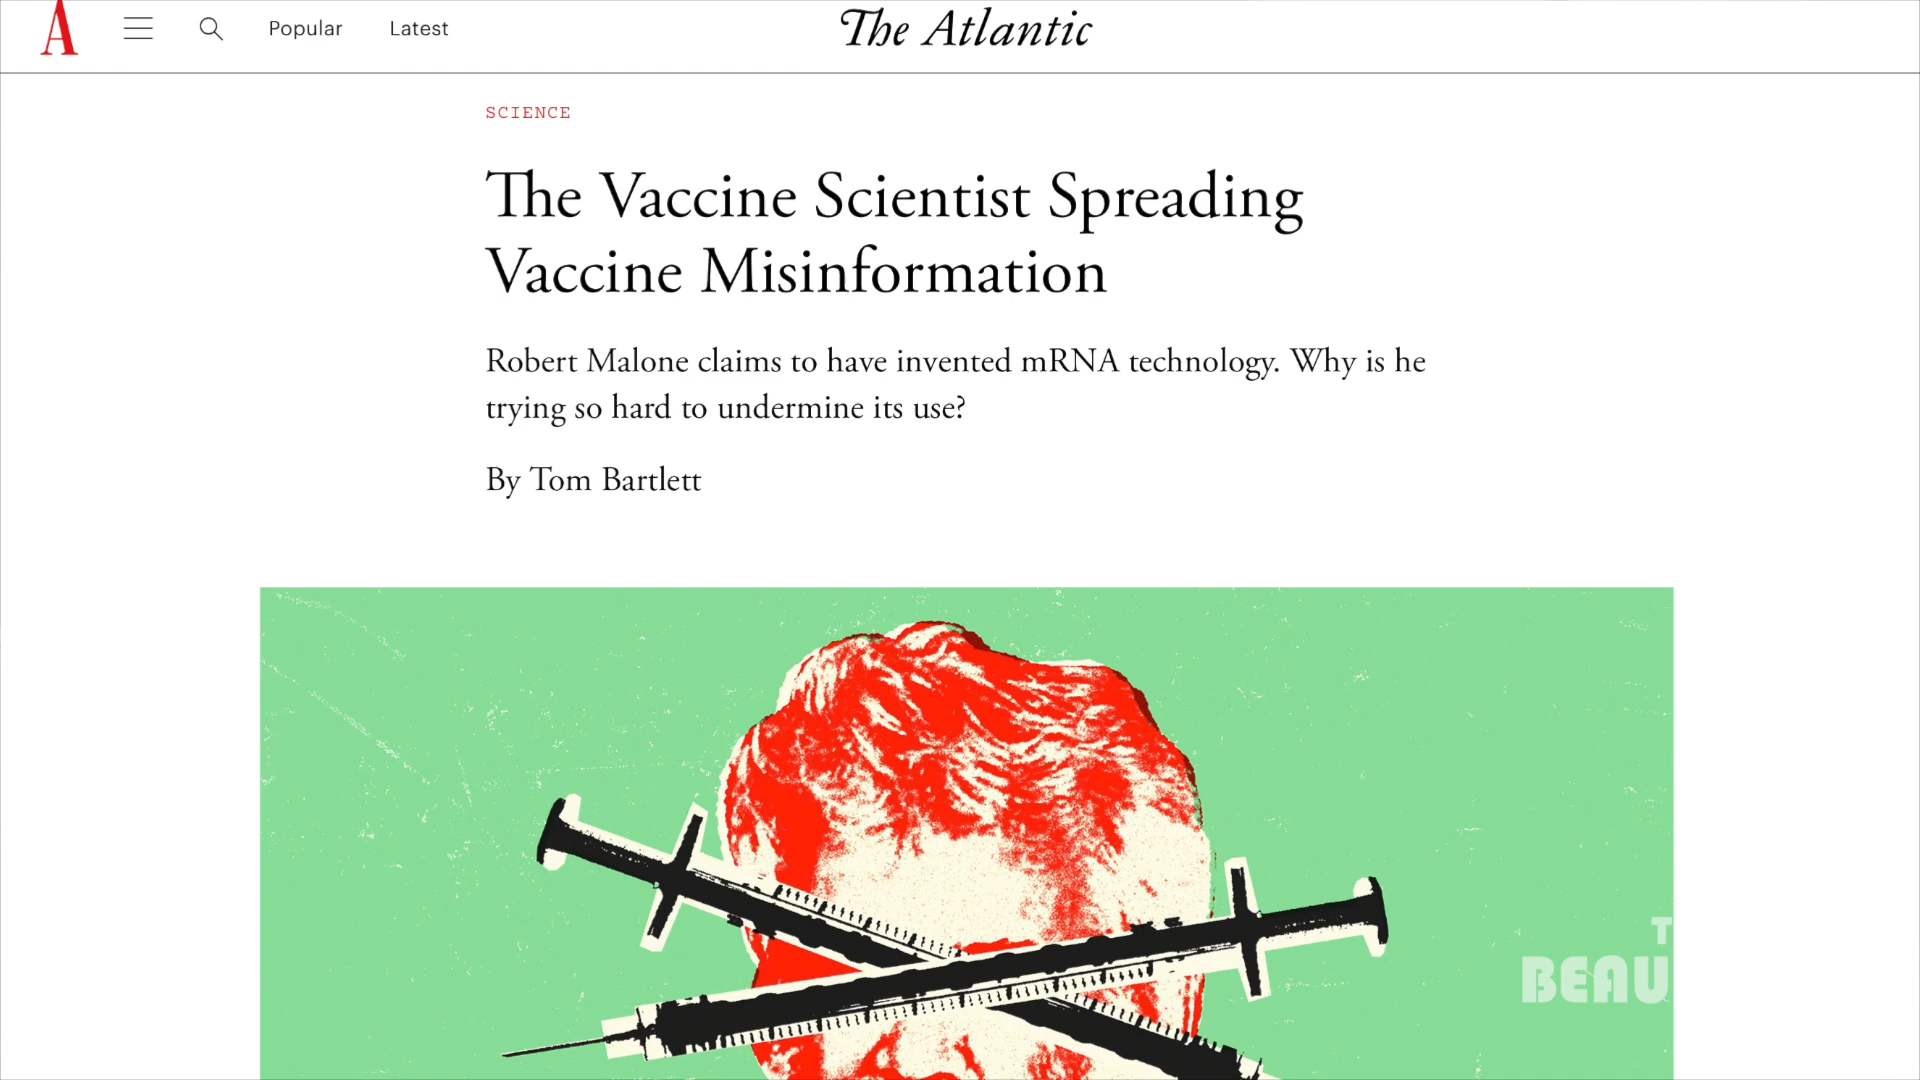 A
Popular
Latest
The Atlantic
SCIENCE
The Vaccine Scientist Spreading
Vaccine Misinformation
Robert Malone claims to have invented mRNA technology. Why is he
trying so hard to undermine its use?
By Tom Bartlett
T
BEAU